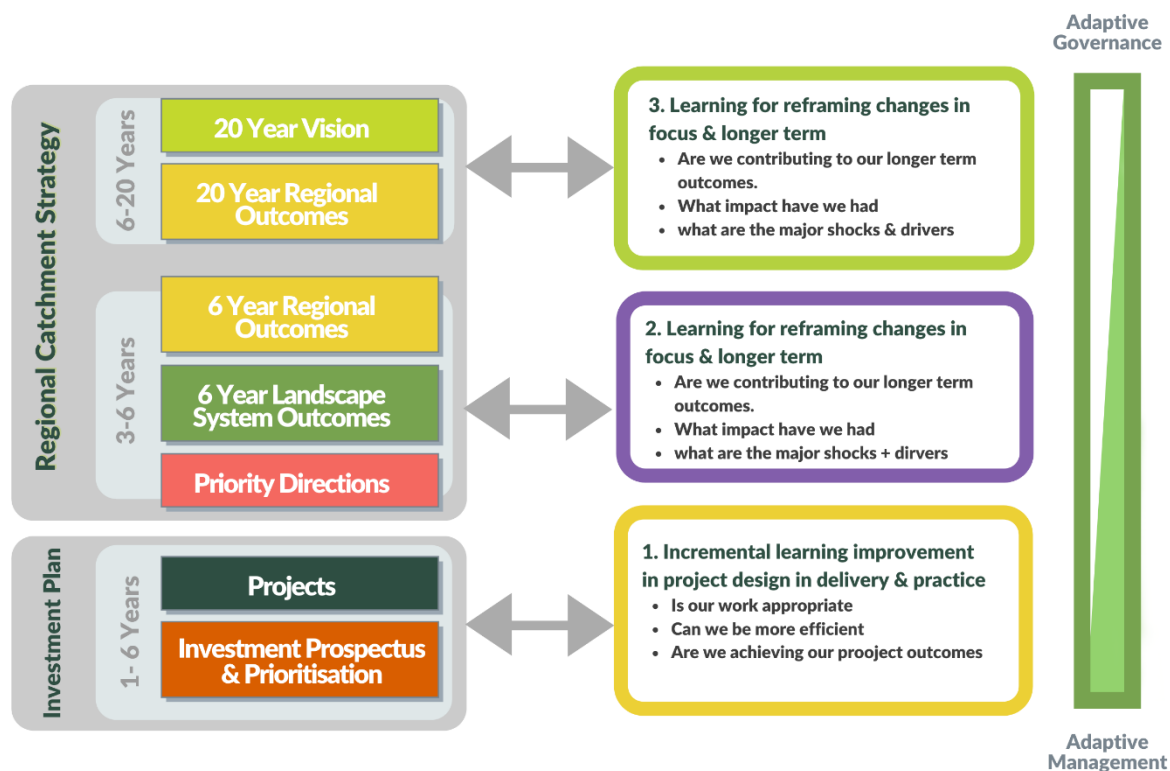 Adaptive
Governance
Regional Catchment Strategy
6-20 Years
20 Year Vision
20 Year Regional
Outcomes
3. Learning for reframing changes in
focus & longer term
• Are we contributing to our longer term
outcomes.
• What impact have we had
• what are the major shocks & drivers
3-6 Years
6 Year Regional
Outcomes
6 Year Landscape
System Outcomes
Priority Directions
2. Learning for reframing changes in
focus & longer term
• Are we contributing to our longer term
outcomes.
• What impact have we had
• what are the major shocks + dirvers
Investment Plan
1- 6 Years
Projects
Investment Prospectus
& Prioritisation
1. Incremental learning improvement
in project design in delivery & practice
• Is our work appropriate
• Can we be more efficient
• Are we achieving our prooject outcomes
Adaptive
Management